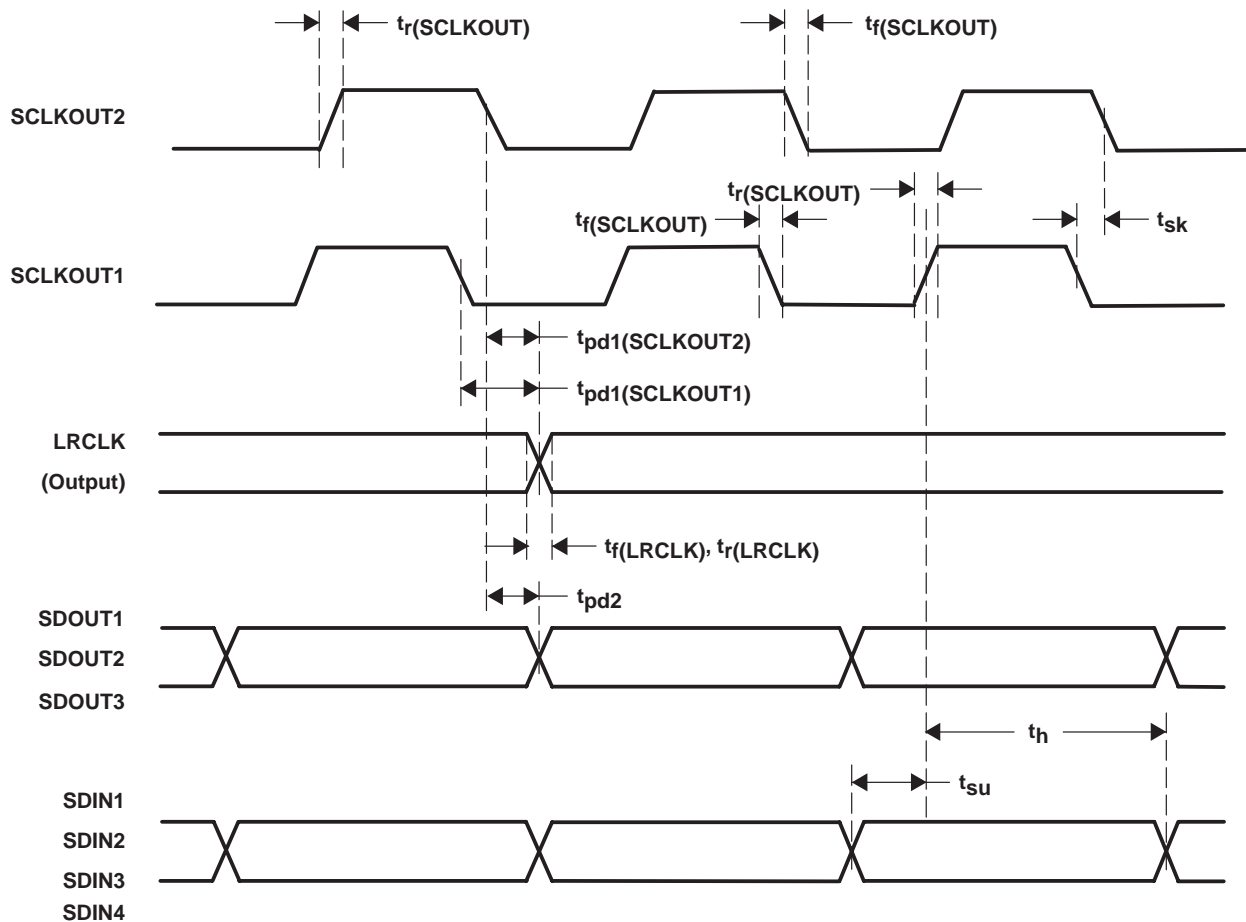 tr(SCLKOUT)
tf(SCLKOUT)
SCLKOUT2
tr(SCLKOUT)
tf(SCLKOUT)
tsk
SCLKOUT1
tpd1(SCLKOUT2)
tpd1(SCLKOUT1)
LRCLK
(Output)
tf(LRCLK), tr(LRCLK)
tpd2
SDOUT1
SDOUT2
SDOUT3
th
tsu
SDIN1
SDIN2
SDIN3
SDIN4